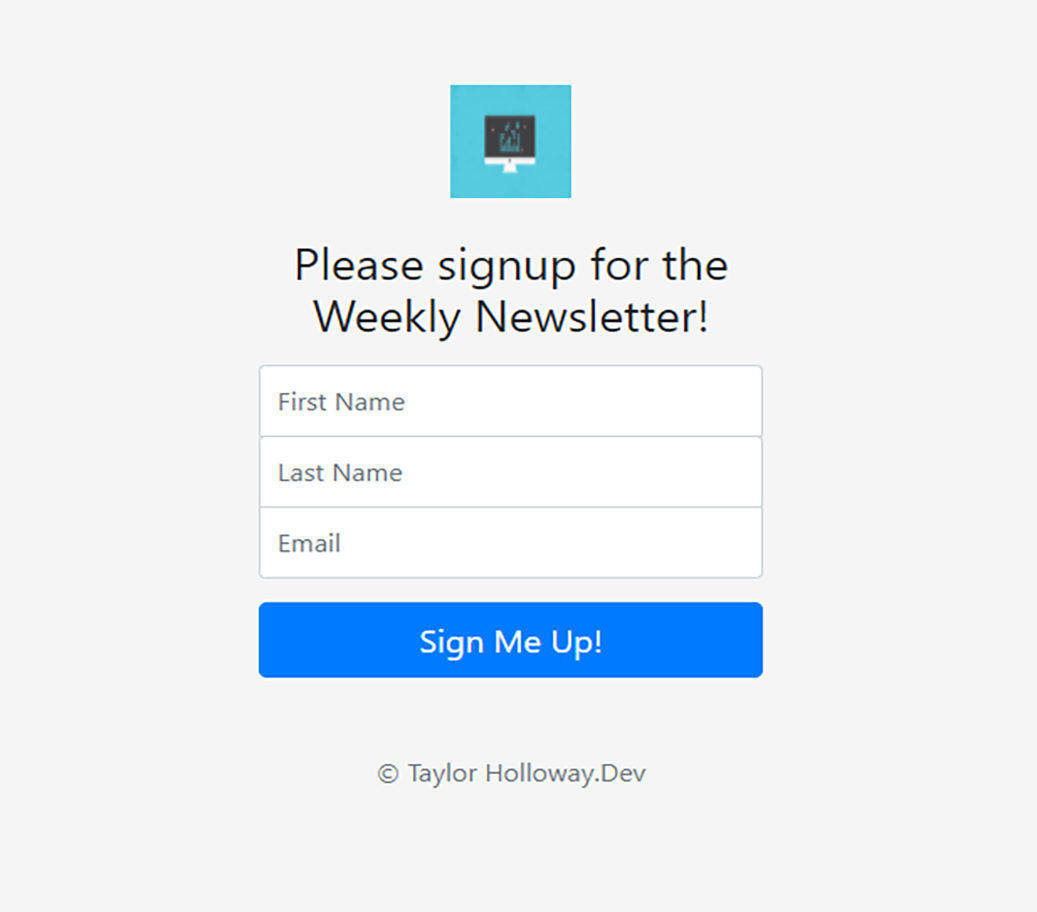 Please signup for the
Weekly Newsletter!
First Name
Last Name
Email
Sign Me Up!
© Taylor Holloway.Dev